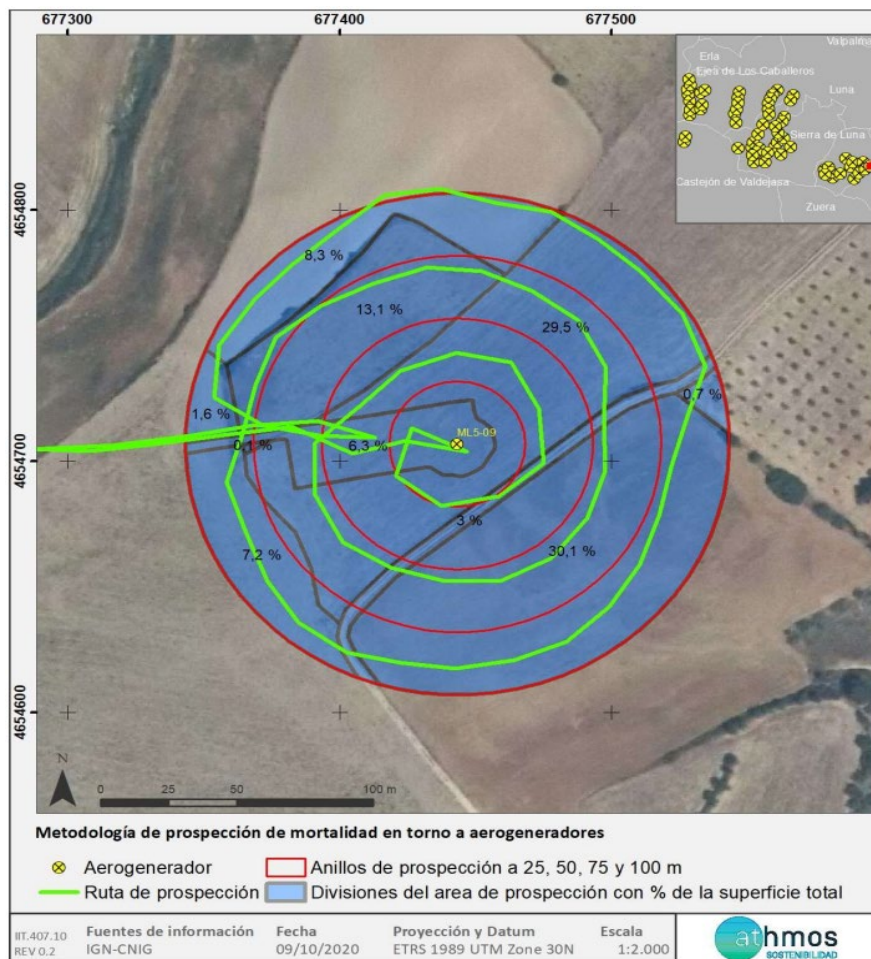 677300 677400 677500
Valpalmas
Erla
Ejea de Los Caballeros
Luna
Sierra de Luna
Castejón de Valdejasa
Zuera
4654800
8,3 %
13,1 %
29,5 %
1,6 %
0,7 %
ML5-09
0,1 %
6,3 %
4654700
3 %
7,2 %
30,1 %
4654600
N
0 25 50 100 m
Metodología de prospección de mortalidad en torno a aerogeneradores
Aerogenerador
Anillos de prospección a 25, 50, 75 y 100 m
Ruta de prospección
Divisiones del area de prospección con % de la superficie total
IIT.407.10
REV 0.2
Fuentes de información
IGN-CNIG
Fecha
09/10/2020
Proyección y Datum
ETRS 1989 UTM Zone 30N
Escala
1:2.000
athmos
SOSTENIBILIDAD